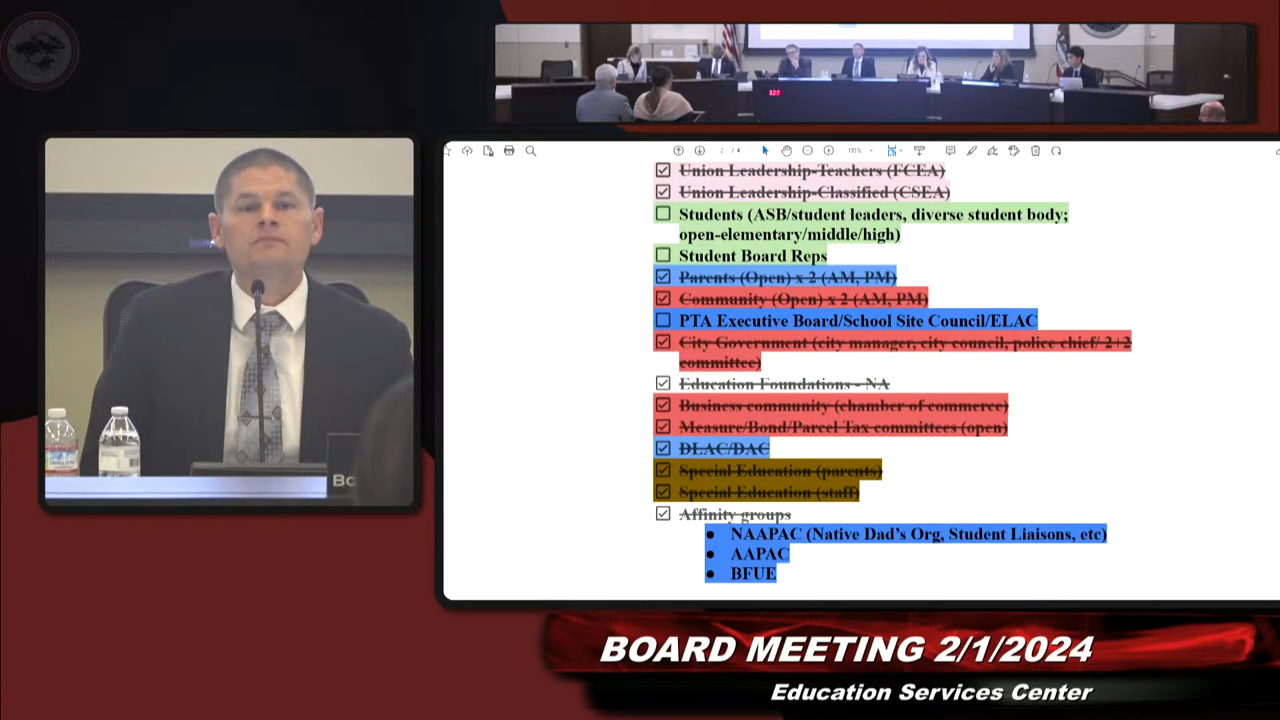 2 / 4
195%
Union Leadership-Teachers (FCEA)
Union Leadership-Classified (CSEA)
Students (ASB/student leaders, diverse student body;
open-elementary/middle/high)
Student Board Reps
Parents (Open) x 2 (AM, PM)
Community (Open) x 2 (AM, PM)
PTA Executive Board/School Site Council/ELAC
City Government (city manager, city council, police chief/ 2+2
committee)
Education Foundations - NA
Business community (chamber of commerce)
Measure/Bond/Parcel Tax committees (open)
DLAC/DAC
Special Education (parents)
Special Education (staff)
Affinity groups
● NAAPAC (Native Dad’s Org, Student Liaisons, etc)
● AAPAC
● BFUE
Bo
BOARD MEETING 2/1/2024
Education Services Center